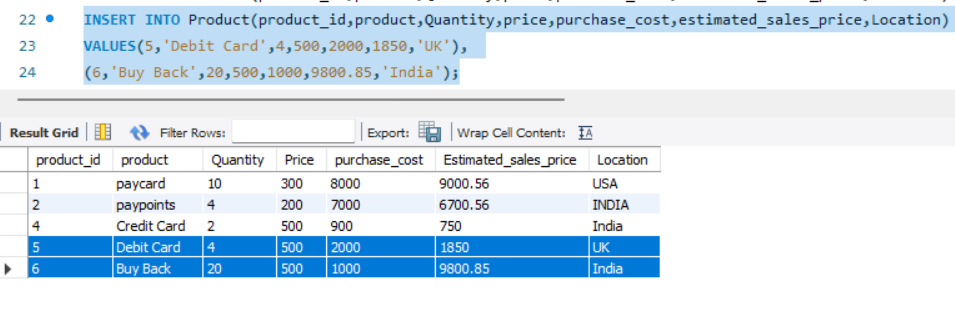 22 INSERT INTO Product(product_id,product,Quantity,price,purchase_cost,estimated_sales_price,Location)
23 VALUES(5,'Debit Card',4,500,2000,1850,'UK'),
24 (6,'Buy Back',20,500,1000,9800.85,'India');
Result Grid Filter Rows: Export: Wrap Cell Content:
product_id product Quantity Price purchase_cost Estimated_sales_price Location
1 paycard 10 300 8000 9000.56 USA
2 paypoints 4 200 7000 6700.56 INDIA
4 Credit Card 2 500 900 750 India
5 Debit Card 4 500 2000 1850 UK
6 Buy Back 20 500 1000 9800.85 India